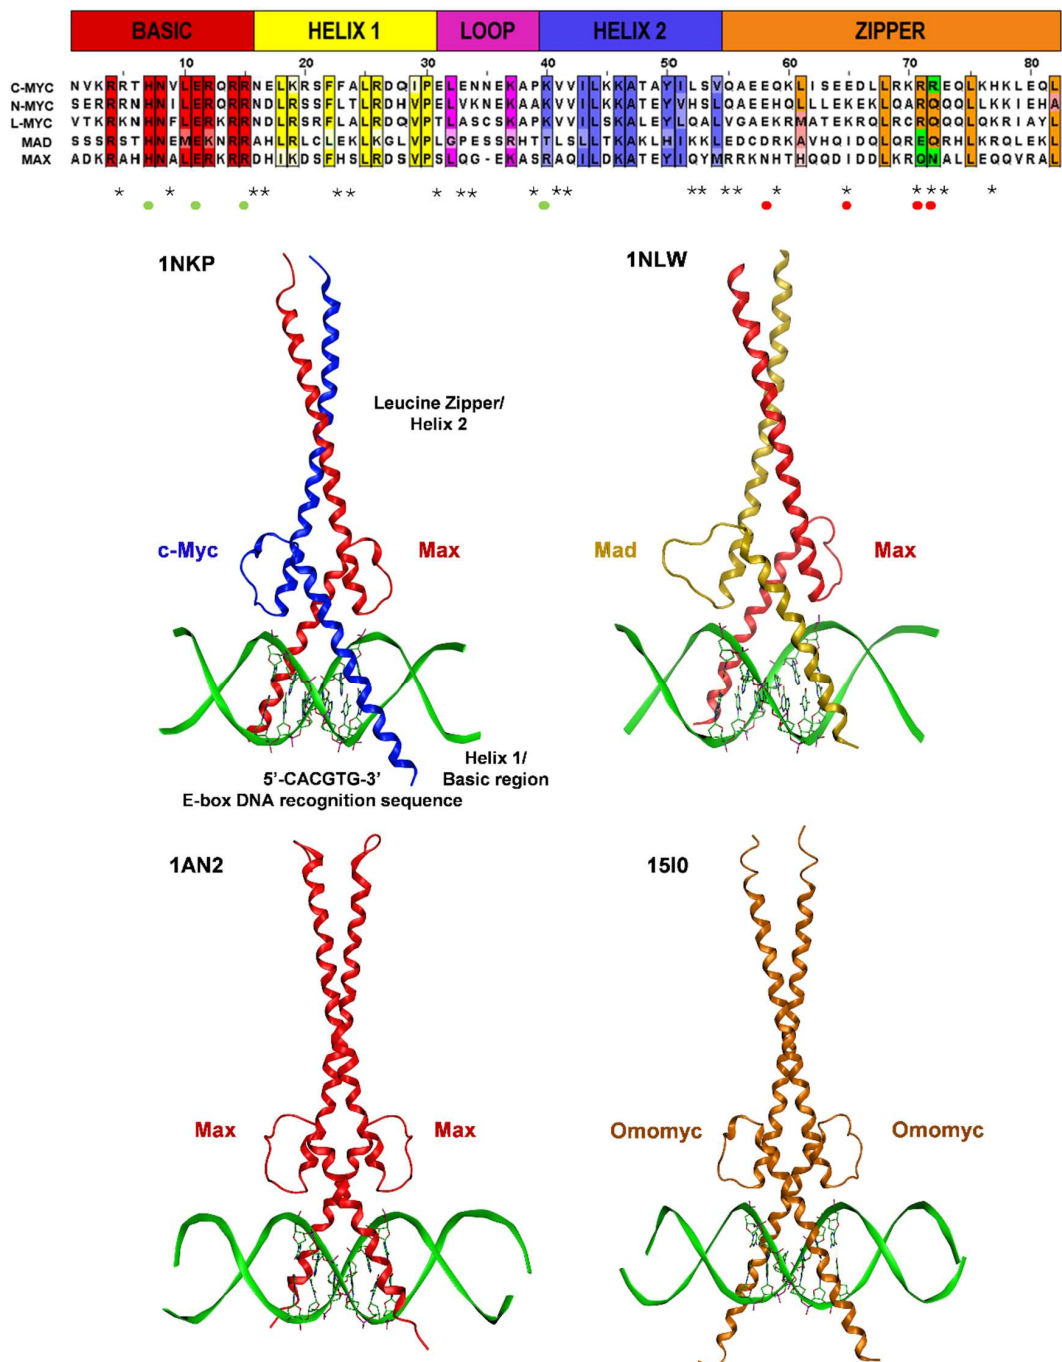 BASIC HELIX 1 LOOP HELIX 2 ZIPPER
10 20 30 40 50 60 70 80
C-MYC NVKRRTHNVLERQRRNELKRSFFALRDQIPELENNEKAPKVVILKKATAYILSVQAEEQKLISEEDLLRKRREQLKHKLEQL
N-MYC SERRRNHNILERQRRNDLRSSFLTLRDHVPELVKNEKAAKVVILKKATEYVHSLQAEEHQLLLEKEKLQARQQQLLKKIEHA
L-MYC VTKRKNHNFLERKRRNDLRSRFLALRDQVPTLASCSKAPKVVILSKALEYLQALVGAEKRMATEKRQLRCRQQQLQKRIAYL
MAD SSSRSTHNEMEKNRRAHLRLCLEKLKGLVPLGPESSRHTTLSLLTKAKLHIKKLEDCDRKAVHQIDQLQREQRHLKRQLEKL
MAX ADKRAHHNALERKRRDHIKDSFHSLRDSVPSLQG-EKASRAQILDKATEYIQYMRRKNHTHQQDIDDLKRQNALLEQQVRAL
1NKP
1NLW
Leucine Zipper/
Helix 2
c-Myc
Max
Mad
Max
Helix 1/
Basic region
5'-CACGTG-3'
E-box DNA recognition sequence
1AN2
15I0
Max
Max
Omomyc
Omomyc